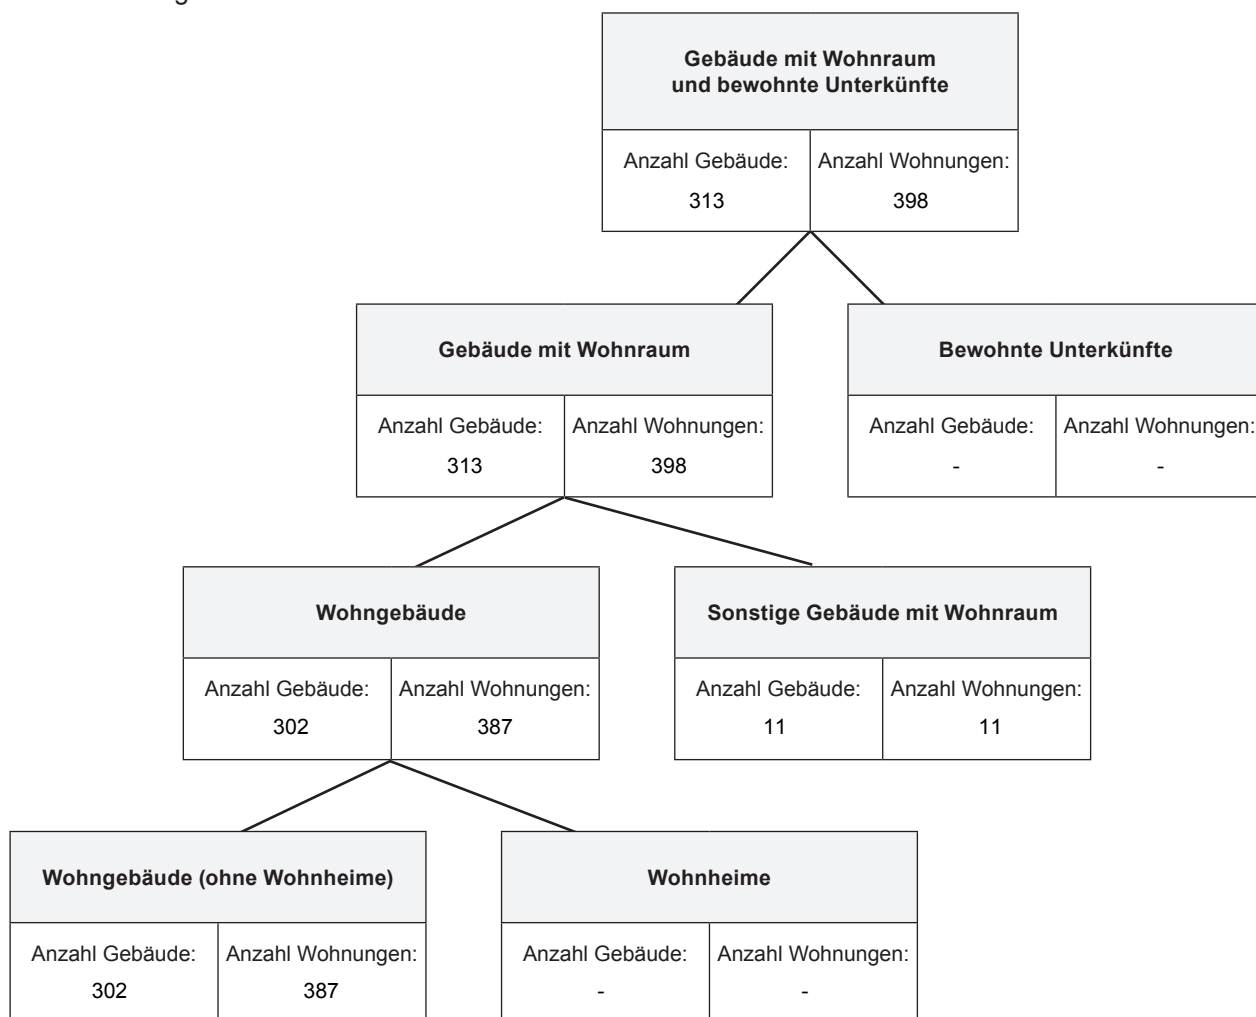 Gebäude mit Wohnraum
und bewohnte Unterkünfte
Anzahl Gebäude: Anzahl Wohnungen:
313 398
Gebäude mit Wohnraum Bewohnte Unterkünfte
Anzahl Gebäude: Anzahl Wohnungen: Anzahl Gebäude: Anzahl Wohnungen:
313 398 - -
Wohngebäude Sonstige Gebäude mit Wohnraum
Anzahl Gebäude: Anzahl Wohnungen: Anzahl Gebäude: Anzahl Wohnungen:
302 387 11 11
Wohngebäude (ohne Wohnheime) Wohnheime
Anzahl Gebäude: Anzahl Wohnungen: Anzahl Gebäude: Anzahl Wohnungen:
302 387 - -